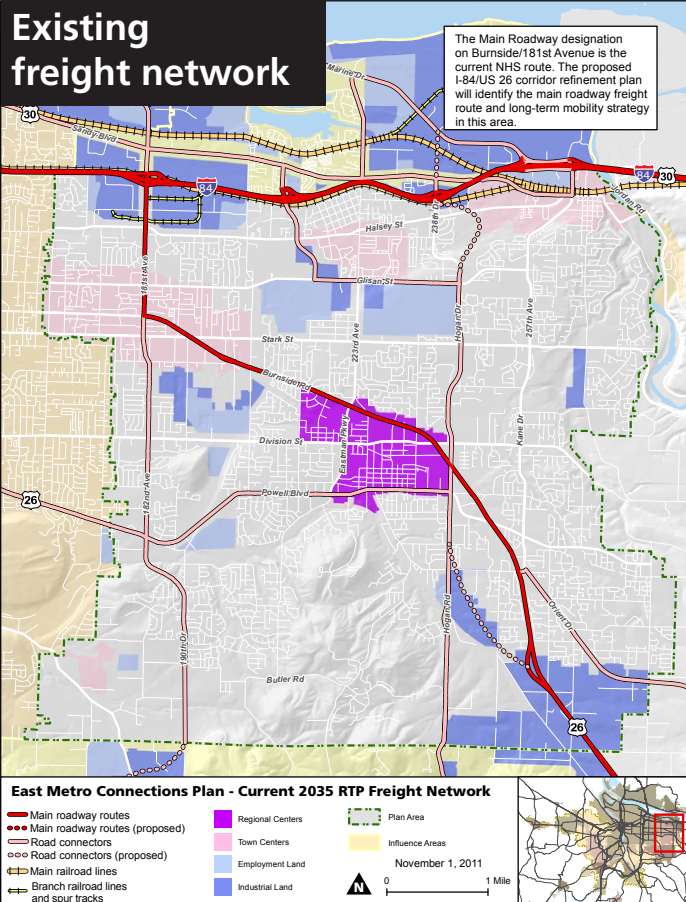 Existing
freight network
The Main Roadway designation
on Burnside/181st Avenue is the
current NHS route. The proposed
I-84/US 26 corridor refinement plan
will identify the main roadway freight
route and long-term mobility strategy
in this area.
Marine Dr
30
Sandy Blvd
84
84
30
Jordan Rd
238th Dr
Halsey St
181st Ave
Glisan St
Hogan Dr
257th Ave
223rd Ave
Stark St
Burnside Rd
Eastman Pkwy
Kane Dr
Division St
Powell Blvd
26
182nd Ave
Hogan Rd
Orient Dr
190th Dr
Butler Rd
26
East Metro Connections Plan - Current 2035 RTP Freight Network
Main roadway routes
Main roadway routes (proposed)
Road connectors
Road connectors (proposed)
Main railroad lines
Branch railroad lines
and spur tracks
Regional Centers
Town Centers
Employment Land
Industrial Land
Plan Area
Influence Areas
November 1, 2011
N
0
1 Mile